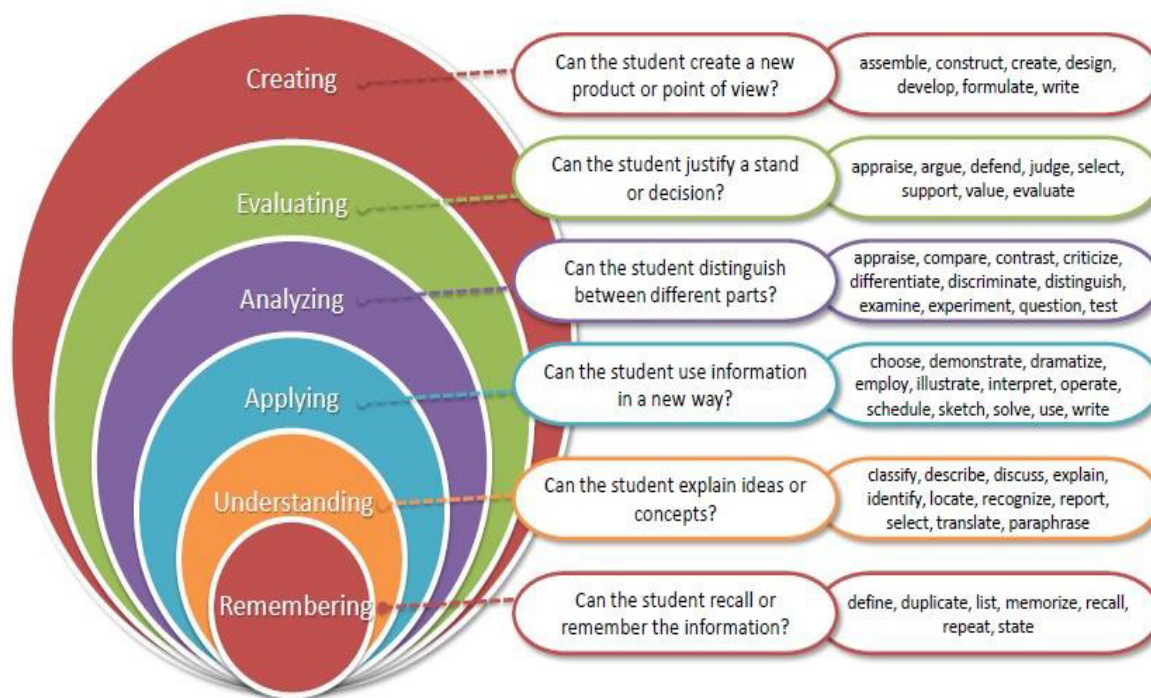 Creating
Can the student create a new
product or point of view?
assemble, construct, create, design,
develop, formulate, write
Evaluating
Can the student justify a stand
or decision?
appraise, argue, defend, judge, select,
support, value, evaluate
Analyzing
Can the student distinguish
between different parts?
appraise, compare, contrast, criticize,
differentiate, discriminate, distinguish,
examine, experiment, question, test
Applying
Can the student use information
in a new way?
choose, demonstrate, dramatize,
employ, illustrate, interpret, operate,
schedule, sketch, solve, use, write
Understanding
Can the student explain ideas or
concepts?
classify, describe, discuss, explain,
identify, locate, recognize, report,
select, translate, paraphrase
Remembering
Can the student recall or
remember the information?
define, duplicate, list, memorize, recall,
repeat, state